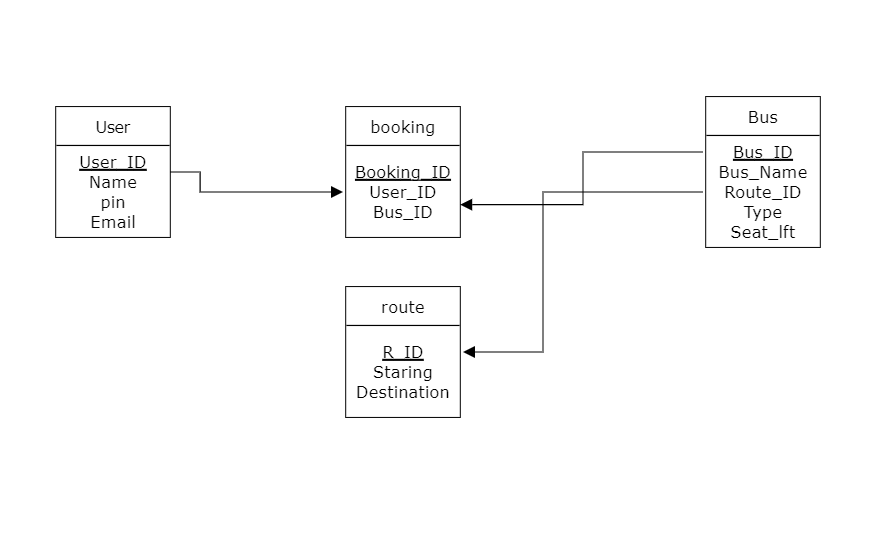 User
User_ID
Name
pin
Email
booking
Booking_ID
User_ID
Bus_ID
Bus
Bus_ID
Bus_Name
Route_ID
Type
Seat_lft
route
R_ID
Staring
Destination